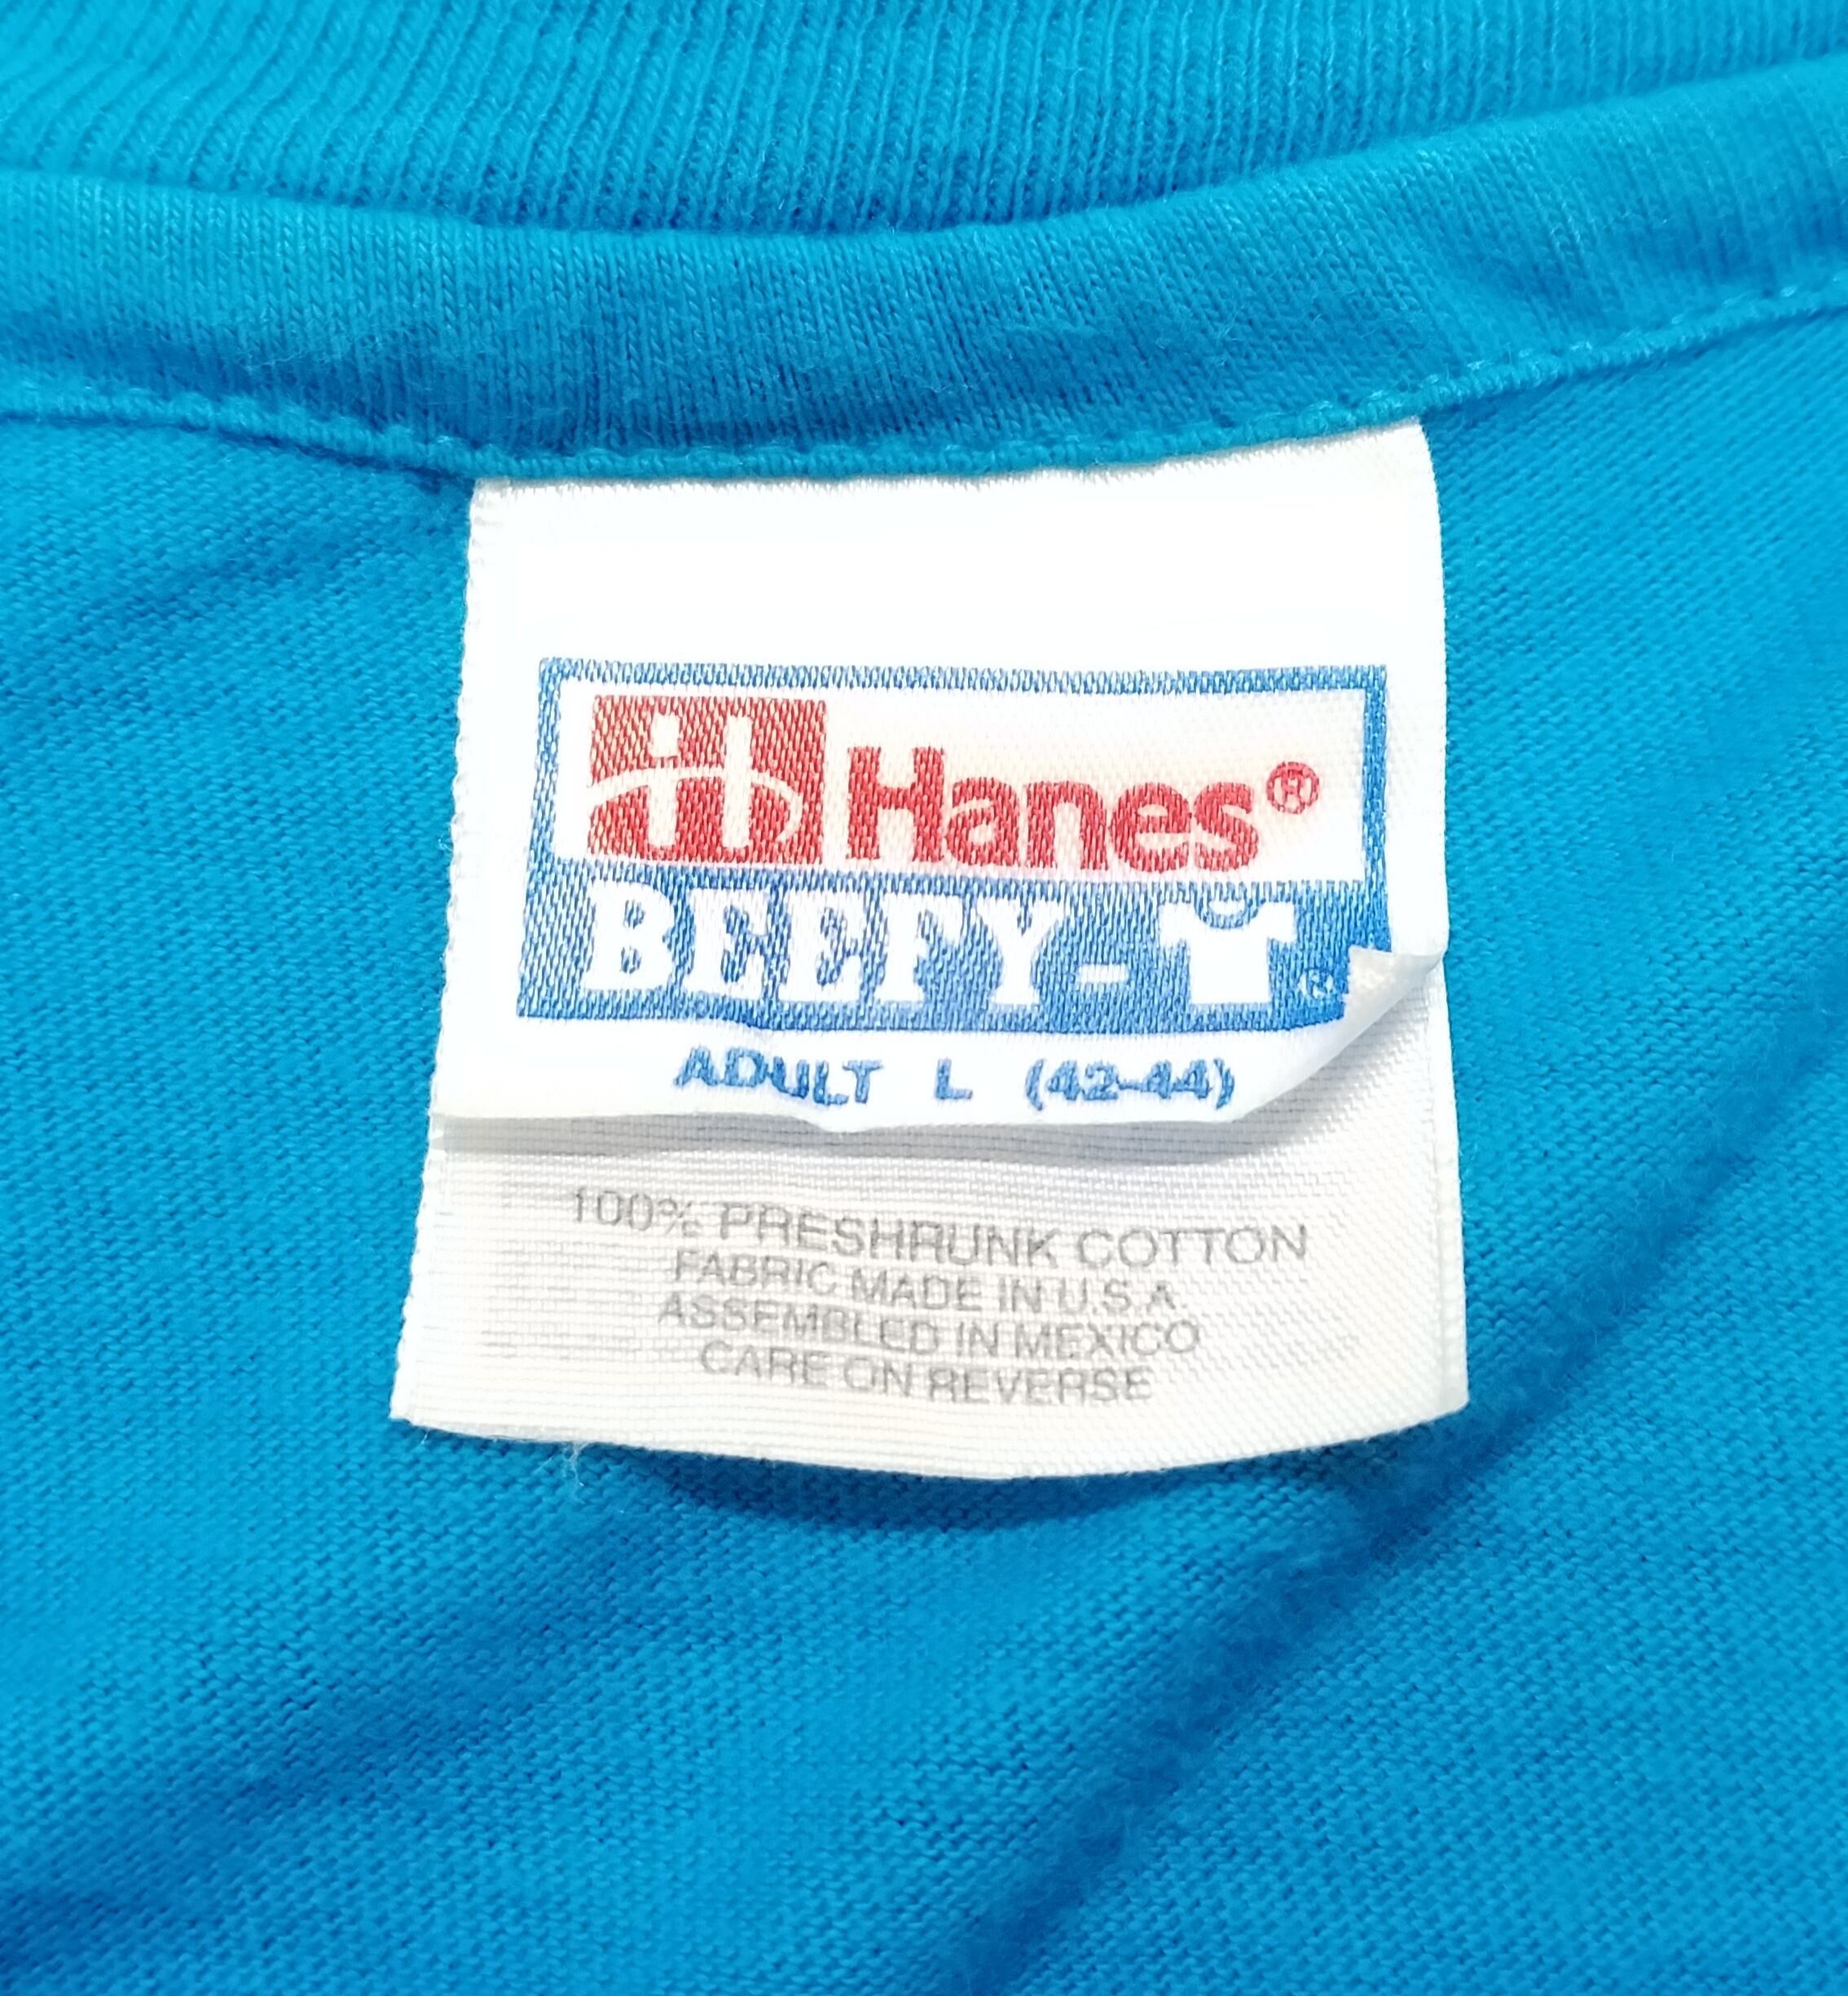 Hanes®
BEEFY-T®
ADULT L (42-44)
100% PRESHRUNK COTTON
FABRIC MADE IN U.S.A.
ASSEMBLED IN MEXICO
CARE ON REVERSE